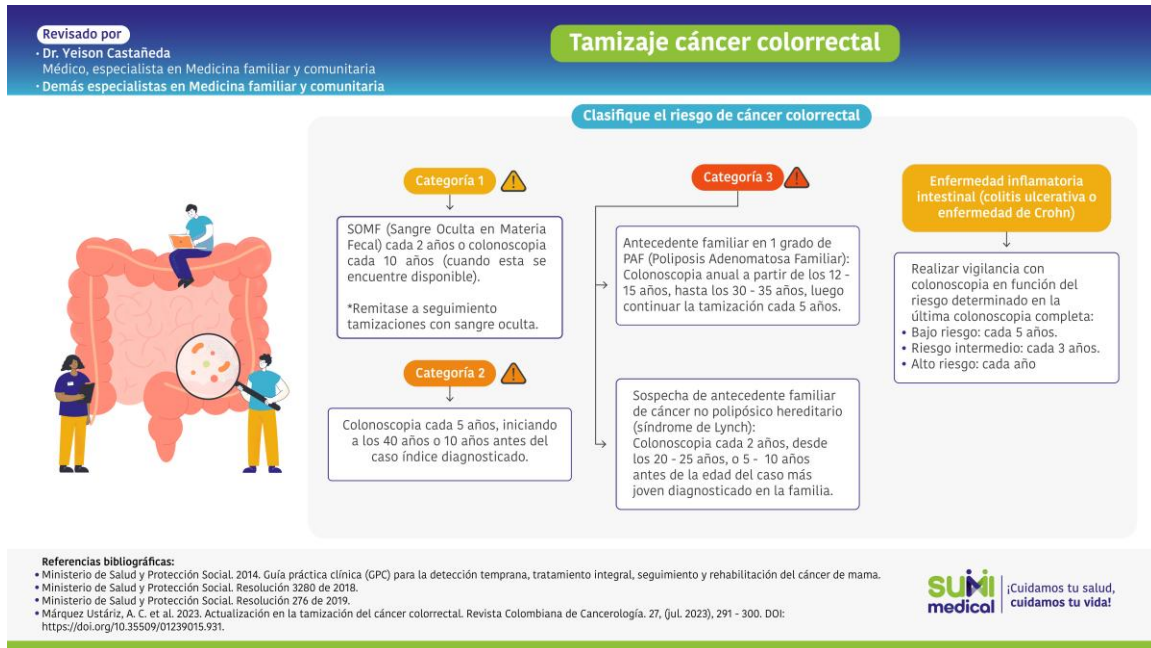 Revisado por
· Dr. Yeison Castañeda
Médico, especialista en Medicina familiar y comunitaria
· Demás especialistas en Medicina familiar y comunitaria
Tamizaje cáncer colorrectal
Clasifique el riesgo de cáncer colorrectal
Categoría 1
SOMF (Sangre Oculta en Materia
Fecal) cada 2 años o colonoscopia
cada 10 años (cuando esta se
encuentre disponible).
*Remitase a seguimiento
tamizaciones con sangre oculta.
Categoría 2
Colonoscopia cada 5 años, iniciando
a los 40 años o 10 años antes del
caso índice diagnosticado.
Categoría 3
Antecedente familiar en 1 grado de
PAF (Poliposis Adenomatosa Familiar):
Colonoscopia anual a partir de los 12 -
15 años, hasta los 30 - 35 años, luego
continuar la tamización cada 5 años.
Sospecha de antecedente familiar
de cáncer no polipósico hereditario
(síndrome de Lynch):
Colonoscopia cada 2 años, desde
los 20 - 25 años, o 5 - 10 años
antes de la edad del caso más
joven diagnosticado en la familia.
Enfermedad inflamatoria
intestinal (colitis ulcerativa o
enfermedad de Crohn)
Realizar vigilancia con
colonoscopia en función del
riesgo determinado en la
última colonoscopia completa:
• Bajo riesgo: cada 5 años.
• Riesgo intermedio: cada 3 años.
• Alto riesgo: cada año
Referencias bibliográficas:
• Ministerio de Salud y Protección Social. 2014. Guía práctica clínica (GPC) para la detección temprana, tratamiento integral, seguimiento y rehabilitación del cáncer de mama.
• Ministerio de Salud y Protección Social. Resolución 3280 de 2018.
• Ministerio de Salud y Protección Social. Resolución 276 de 2019.
• Márquez Ustáriz, A. C. et al. 2023. Actualización en la tamización del cáncer colorrectal. Revista Colombiana de Cancerología. 27, (jul. 2023), 291 - 300. DOI:
https://doi.org/10.35509/01239015.931.
SUMI
medical
¡Cuidamos tu salud,
cuidamos tu vida!